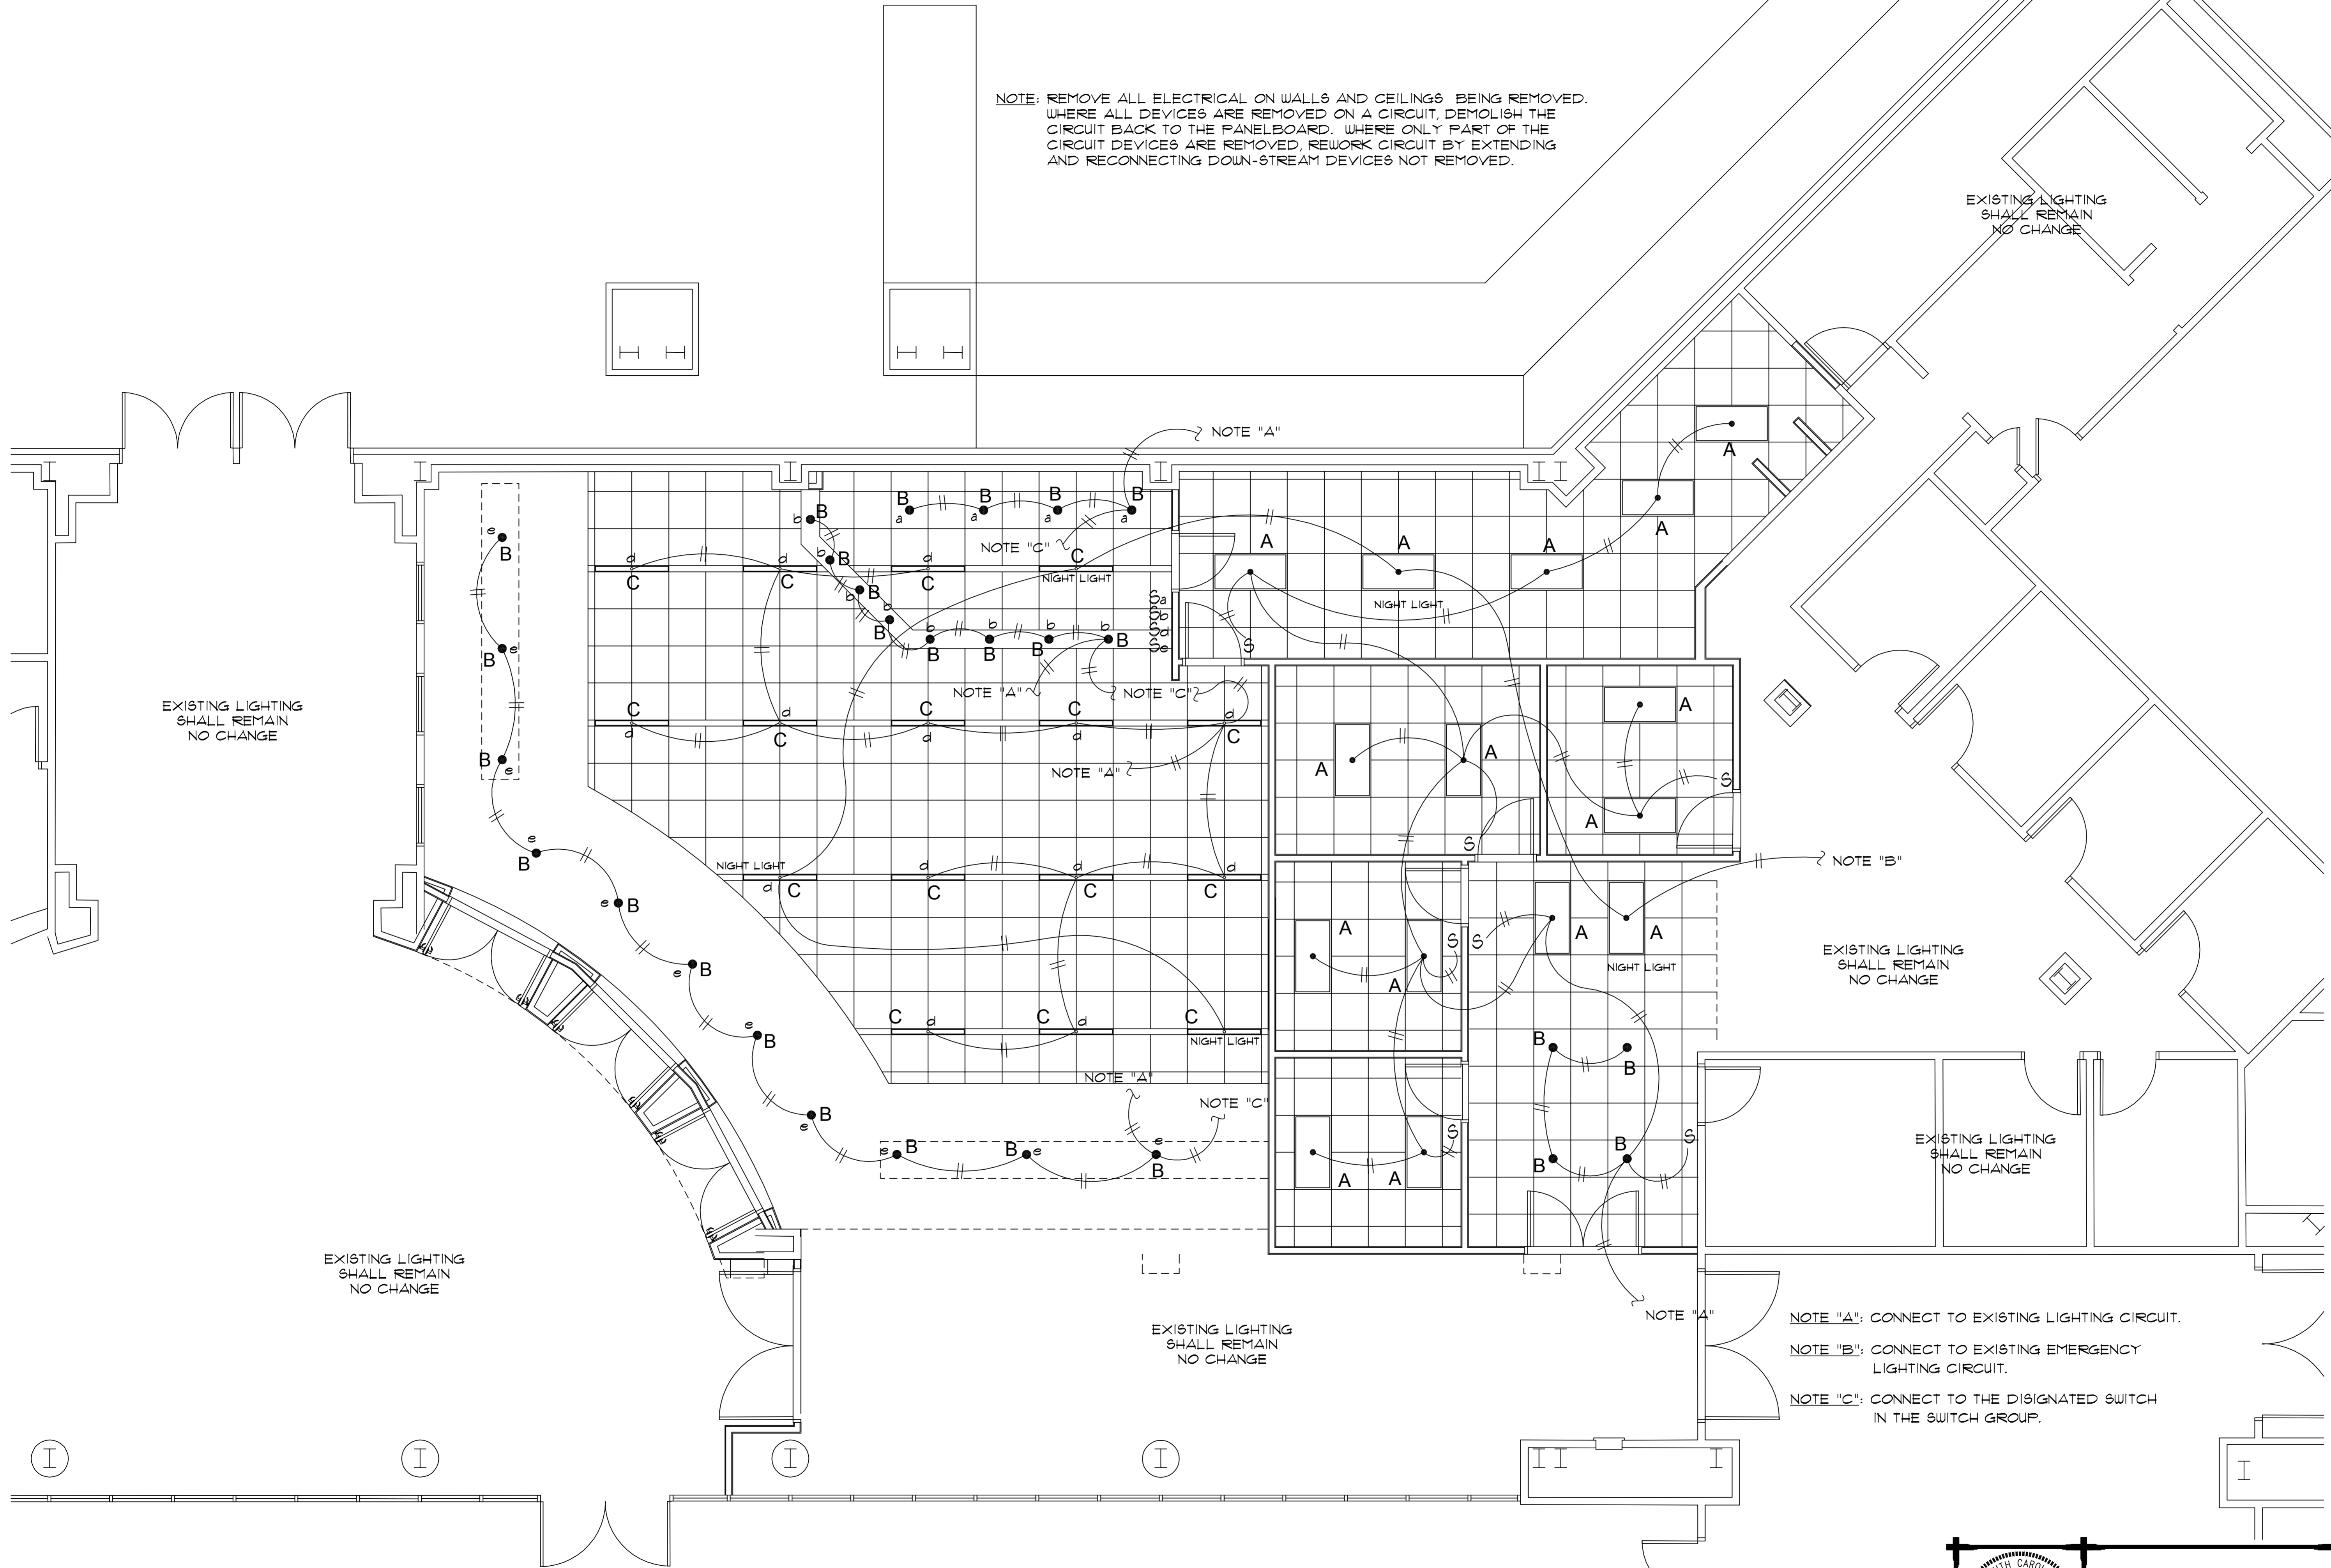 NOTE: REMOVE ALL ELECTRICAL ON WALLS AND CEILINGS BEING REMOVED.
WHERE ALL DEVICES ARE REMOVED ON A CIRCUIT, DEMOLISH THE
CIRCUIT BACK TO THE PANELBOARD. WHERE ONLY PART OF THE
CIRCUIT DEVICES ARE REMOVED, REWORK CIRCUIT BY EXTENDING
AND RECONNECTING DOWN-STREAM DEVICES NOT REMOVED.
EXISTING LIGHTING
SHALL REMAIN
NO CHANGE
NOTE "A"
A
A
B B B B
a a a a
b B
e
B
NOTE "C"
C
NIGHT LIGHT
d d d
C C C
b B
b B
b
B
b b b b
B B B B
Sa
Sb
Sd
Se
A A A
NIGHT LIGHT
S
B e
NOTE "A"
NOTE "C"
EXISTING LIGHTING
SHALL REMAIN
NO CHANGE
C d C C
d C d d d
C
A
A A
S
B e
NOTE "A"
A
S
e
B
NIGHT LIGHT
d C
d d d
C C C
NOTE "B"
e B
A A
NIGHT LIGHT
S S
A
A
e B
EXISTING LIGHTING
SHALL REMAIN
NO CHANGE
C d C d C
NIGHT LIGHT
e
B
B
B
NOTE "A"
NOTE "C"
B
e
e B
B e
e
B
S
A A
B B
S
EXISTING LIGHTING
SHALL REMAIN
NO CHANGE
EXISTING LIGHTING
SHALL REMAIN
NO CHANGE
EXISTING LIGHTING
SHALL REMAIN
NO CHANGE
NOTE "A"
NOTE "A": CONNECT TO EXISTING LIGHTING CIRCUIT.
NOTE "B": CONNECT TO EXISTING EMERGENCY
LIGHTING CIRCUIT.
NOTE "C": CONNECT TO THE DISIGNATED SWITCH
IN THE SWITCH GROUP.